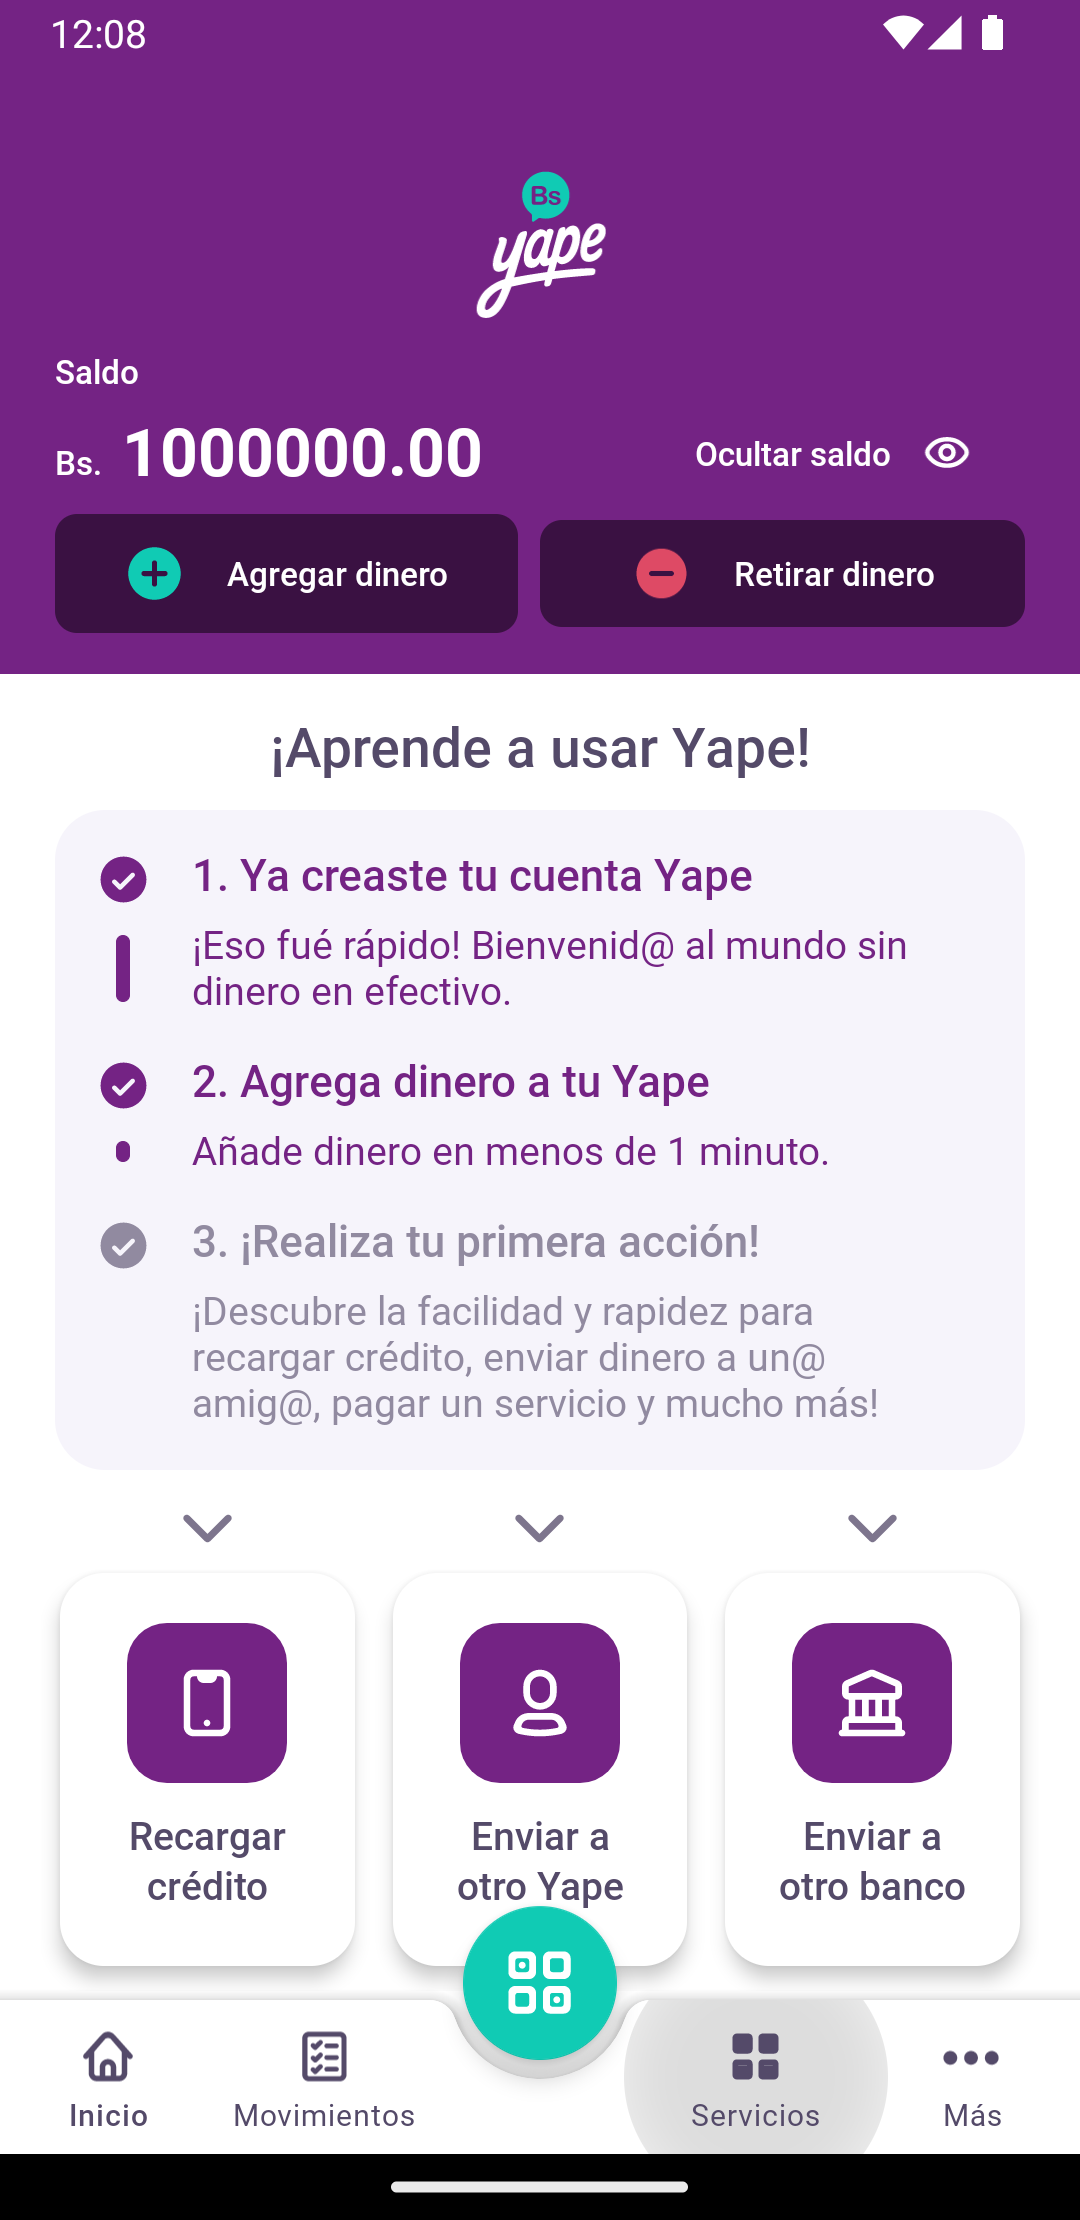 12:08
Bs
yape
Saldo
Bs. 1000000.00
Ocultar saldo
Agregar dinero
Retirar dinero
¡Aprende a usar Yape!
1. Ya creaste tu cuenta Yape
¡Eso fué rápido! Bienvenid@ al mundo sin
dinero en efectivo.
2. Agrega dinero a tu Yape
Añade dinero en menos de 1 minuto.
3. ¡Realiza tu primera acción!
¡Descubre la facilidad y rapidez para
recargar crédito, enviar dinero a un@
amig@, pagar un servicio y mucho más!
Recargar
crédito
Enviar a
otro Yape
Enviar a
otro banco
Inicio
Movimientos
Servicios
Más